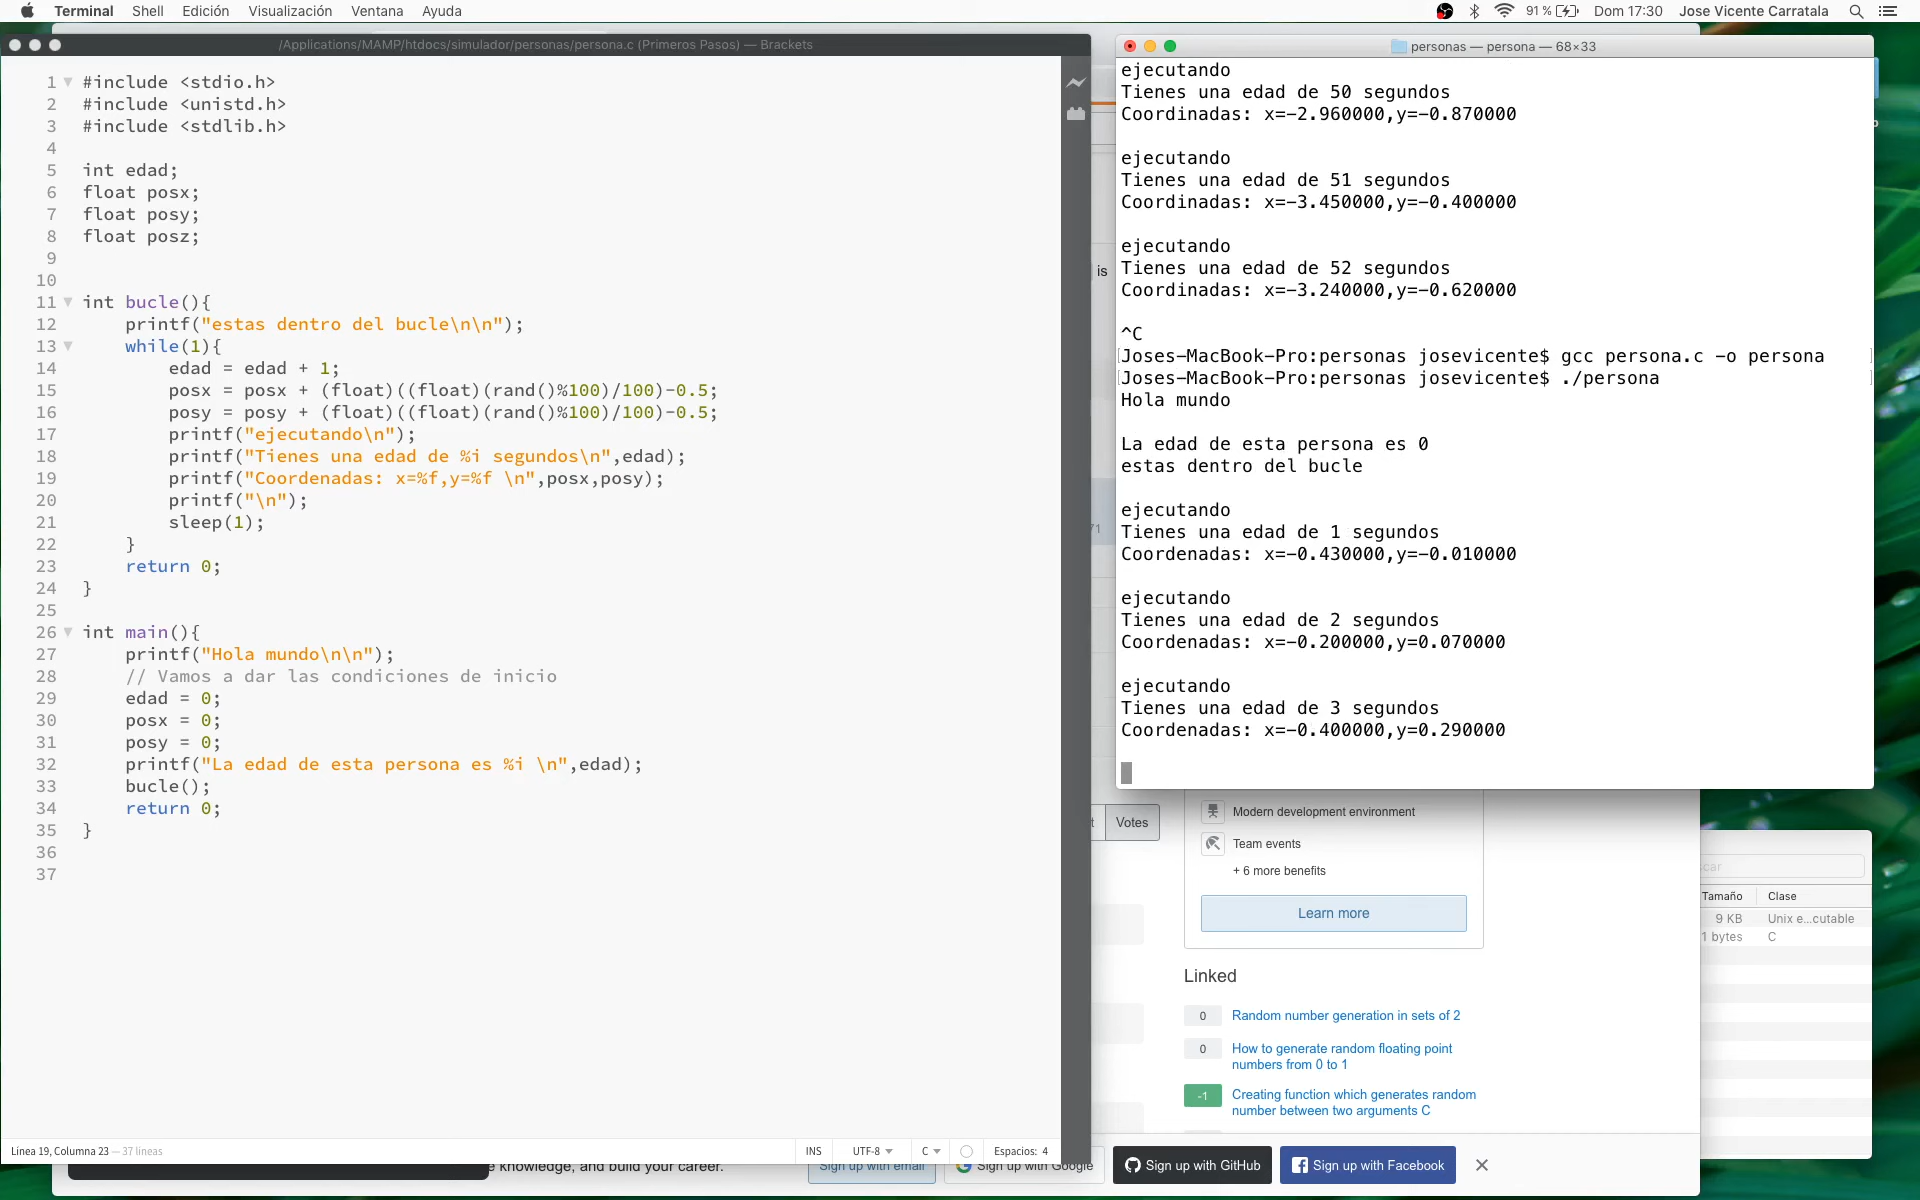 Terminal Shell Edición Visualización Ventana Ayuda 91 % Dom 17:30 Jose Vicente Carratala
/Applications/MAMP/htdocs/simulador/personas/persona.c (Primeros Pasos) — Brackets
1 #include <stdio.h>
2 #include <unistd.h>
3 #include <stdlib.h>
4
5 int edad;
6 float posx;
7 float posy;
8 float posz;
9
10
11 int bucle(){
12 printf("estas dentro del bucle\n\n");
13 while(1){
14 edad = edad + 1;
15 posx = posx + (float)((float)(rand()%100)/100)-0.5;
16 posy = posy + (float)((float)(rand()%100)/100)-0.5;
17 printf("ejecutando\n");
18 printf("Tienes una edad de %i segundos\n",edad);
19 printf("Coordenadas: x=%f,y=%f \n",posx,posy);
20 printf("\n");
21 sleep(1);
22 }
23 return 0;
24 }
25
26 int main(){
27 printf("Hola mundo\n\n");
28 // Vamos a dar las condiciones de inicio
29 edad = 0;
30 posx = 0;
31 posy = 0;
32 printf("La edad de esta persona es %i \n",edad);
33 bucle();
34 return 0;
35 }
36
37
Línea 19, Columna 23 — 37 líneas INS UTF-8 C Espacios: 4
personas — persona — 68×33
ejecutando
Tienes una edad de 50 segundos
Coordinadas: x=-2.960000,y=-0.870000
ejecutando
Tienes una edad de 51 segundos
Coordinadas: x=-3.450000,y=-0.400000
ejecutando
Tienes una edad de 52 segundos
Coordinadas: x=-3.240000,y=-0.620000
^C
[Joses-MacBook-Pro:personas josevicente$ gcc persona.c -o persona ]
[Joses-MacBook-Pro:personas josevicente$ ./persona ]
Hola mundo
La edad de esta persona es 0
estas dentro del bucle
ejecutando
Tienes una edad de 1 segundos
Coordenadas: x=-0.430000,y=-0.010000
ejecutando
Tienes una edad de 2 segundos
Coordenadas: x=-0.200000,y=0.070000
ejecutando
Tienes una edad de 3 segundos
Coordenadas: x=-0.400000,y=0.290000
is
Votes
Modern development environment
Team events
+ 6 more benefits
Learn more
Linked
0 Random number generation in sets of 2
0 How to generate random floating point
numbers from 0 to 1
-1 Creating function which generates random
number between two arguments C
Tamaño Clase
9 KB Unix e...cutable
1 bytes C
e knowledge, and build your career. Sign up with email Sign up with Google Sign up with GitHub Sign up with Facebook